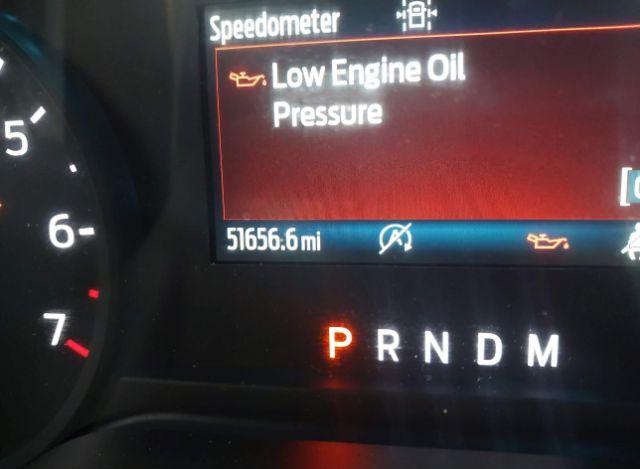 Speedometer
Low Engine Oil
Pressure
5
6
7
51656.6 mi
P R N D M